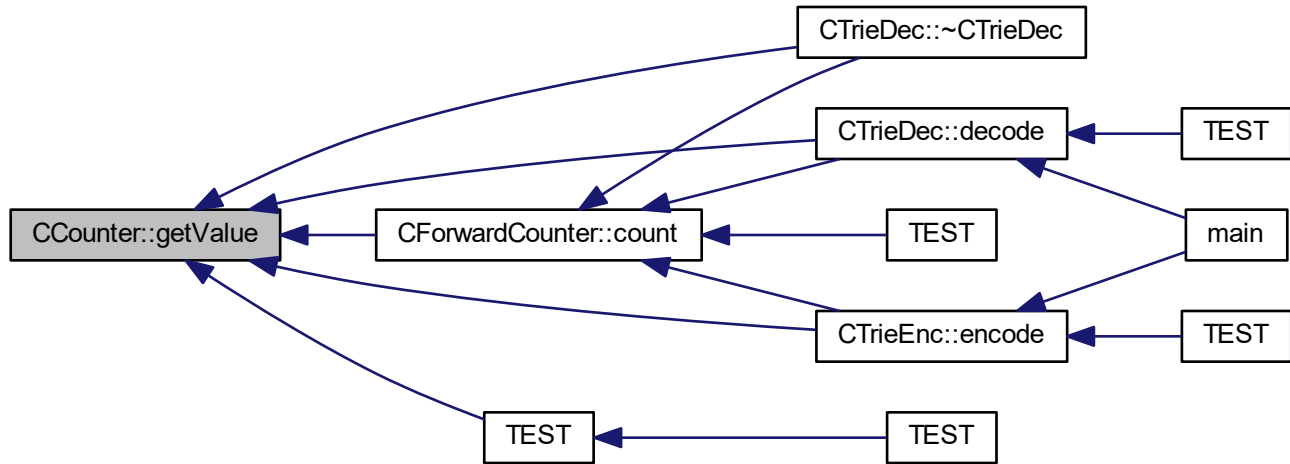 CTrieDec::~CTrieDec
CTrieDec::decode
TEST
CCounter::getValue
CForwardCounter::count
TEST
main
CTrieEnc::encode
TEST
TEST
TEST